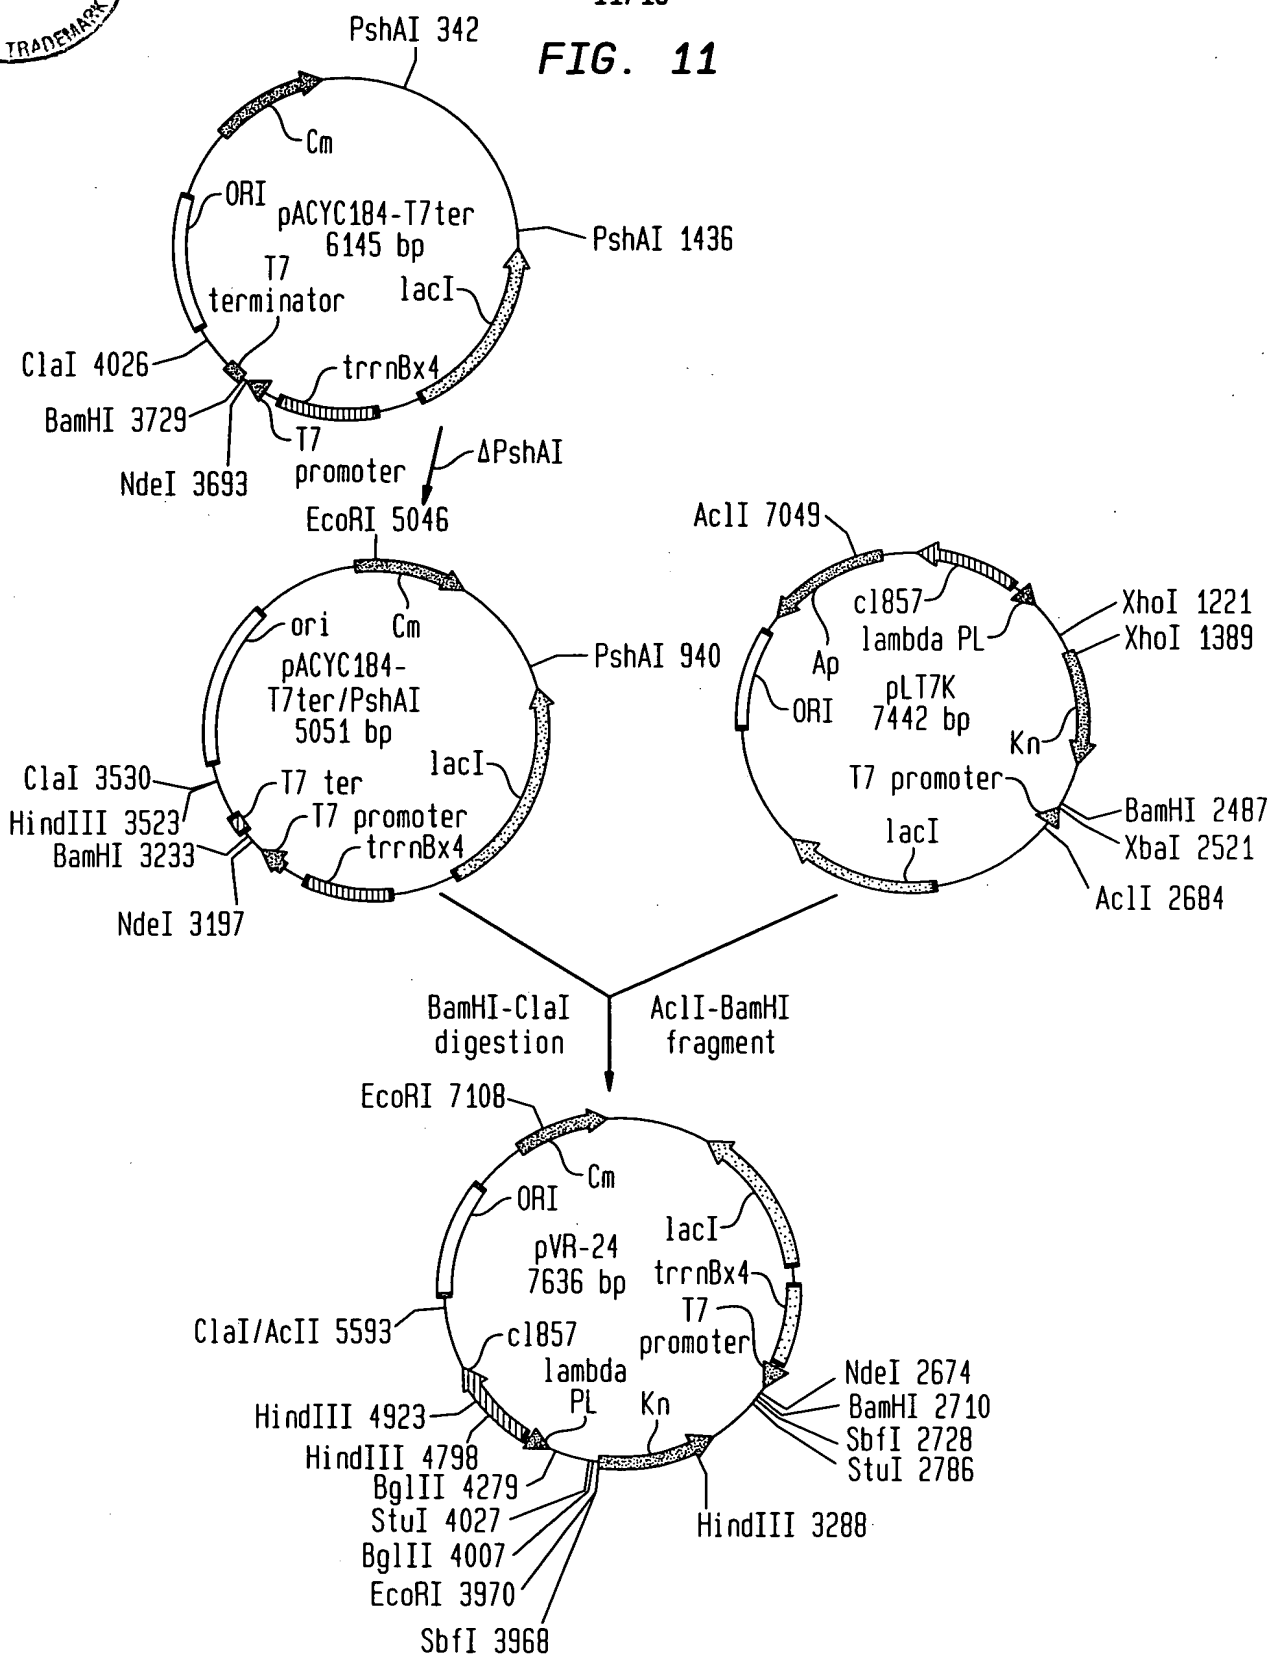 TRADEMARK
FIG. 11
PshAI 342
Cm
ORI
pACYC184-T7ter
6145 bp
PshAI 1436
T7
terminator
lacI
ClaI 4026
trrnBx4
BamHI 3729
T7
promoter
NdeI 3693
ΔPshAI
EcoRI 5046
ori
Cm
pACYC184-
T7ter/PshAI
5051 bp
PshAI 940
lacI
ClaI 3530
T7 ter
HindIII 3523
T7 promoter
BamHI 3233
trrnBx4
NdeI 3197
AclI 7049
cl857
XhoI 1221
lambda PL
XhoI 1389
Ap
pLT7K
7442 bp
ORI
Kn
T7 promoter
BamHI 2487
lacI
XbaI 2521
AclI 2684
BamHI-ClaI
digestion
AclI-BamHI
fragment
EcoRI 7108
Cm
ORI
lacI
pVR-24
7636 bp
trrnBx4
T7
promoter
ClaI/AcII 5593
cl857
lambda
PL
Kn
NdeI 2674
BamHI 2710
SbfI 2728
StuI 2786
HindIII 4923
HindIII 4798
BglII 4279
StuI 4027
HindIII 3288
BglII 4007
EcoRI 3970
SbfI 3968